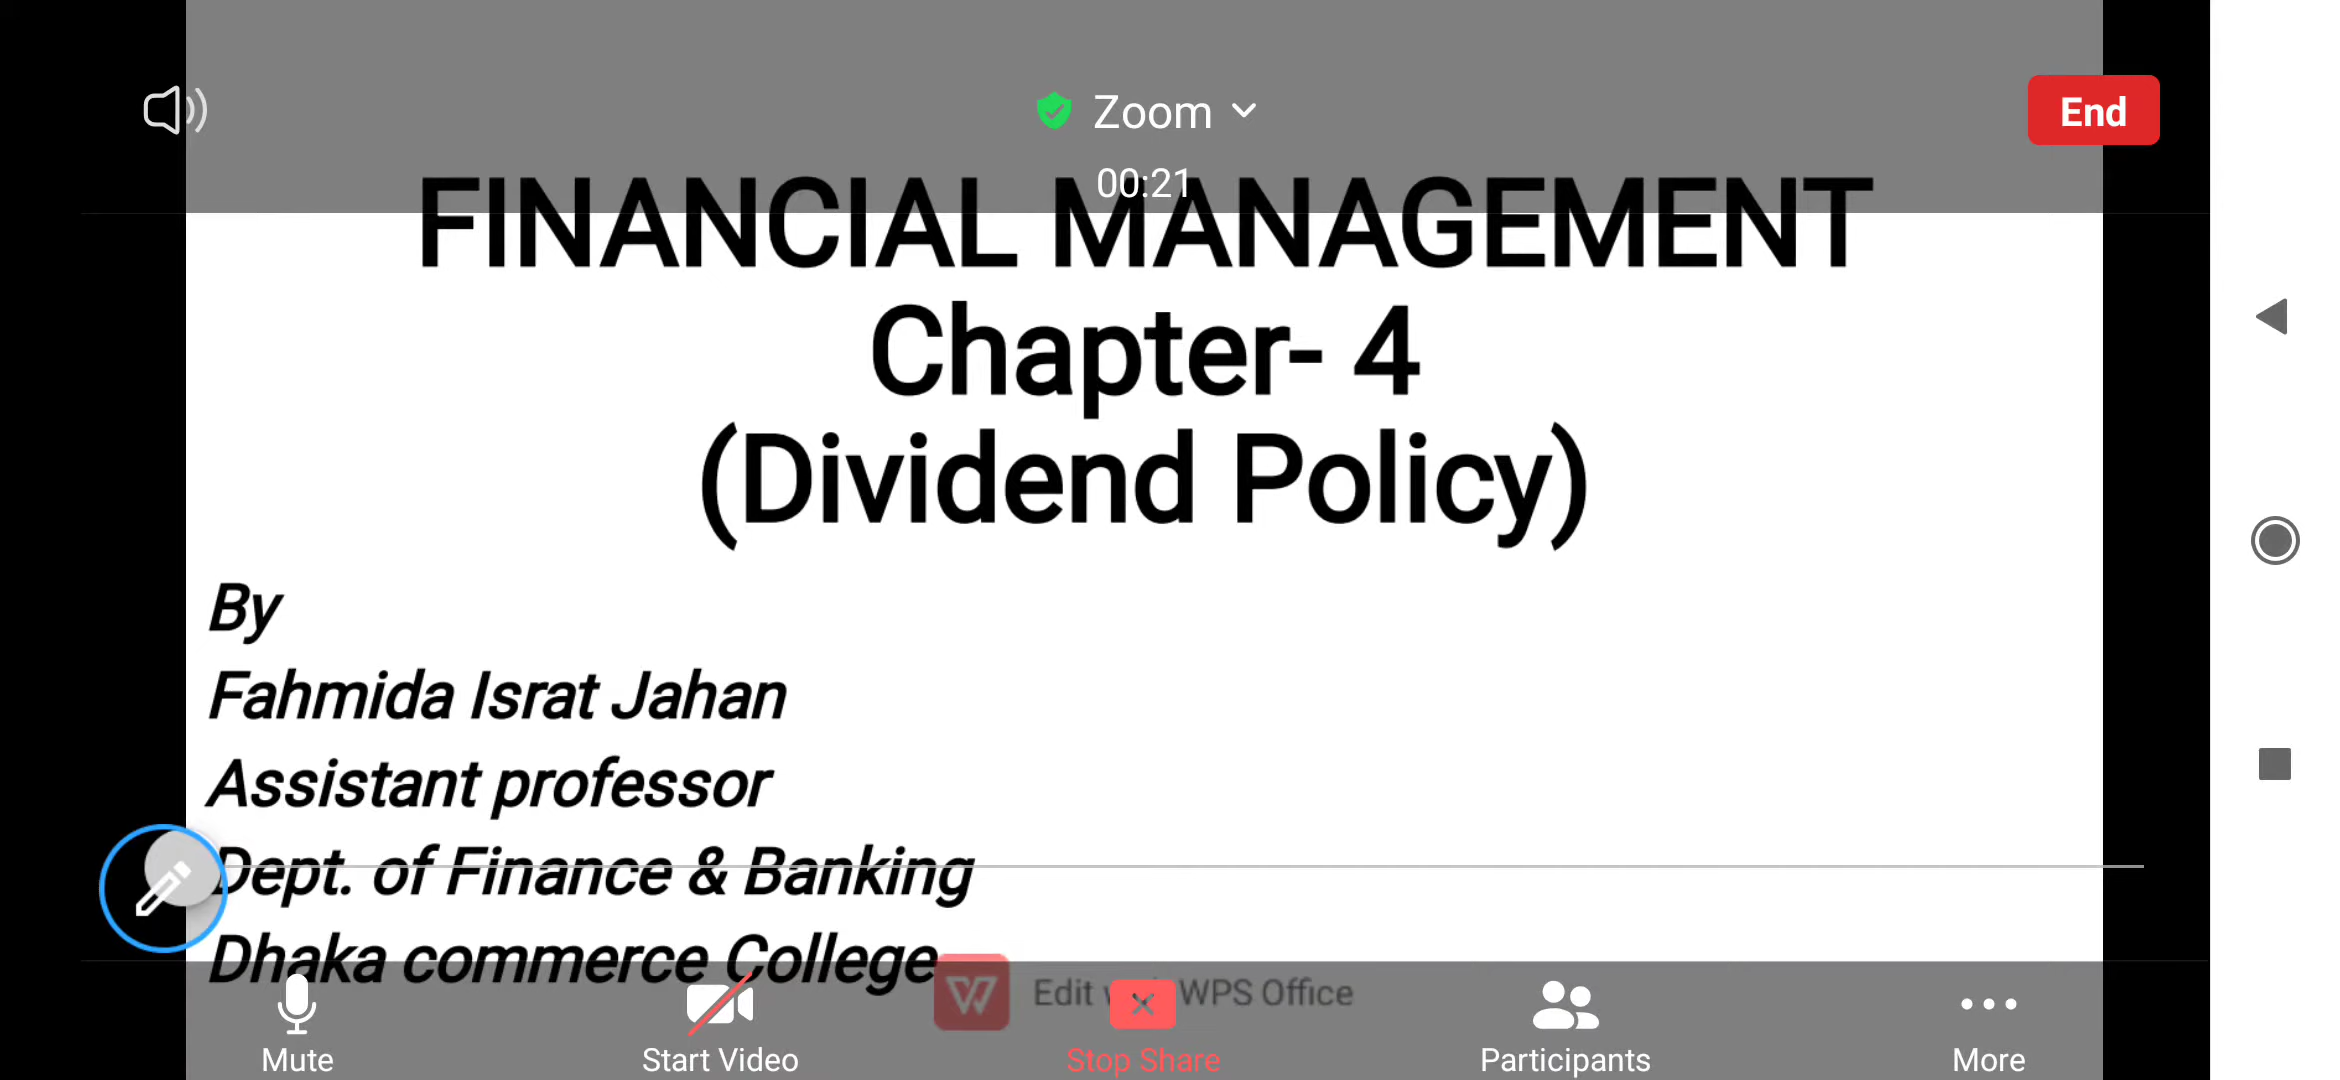 Zoom
End
00:21
FINANCIAL MANAGEMENT
Chapter- 4
(Dividend Policy)
By
Fahmida Israt Jahan
Assistant professor
Dept. of Finance & Banking
Dhaka commerce College
Edit WPS Office
Mute
Start Video
Stop Share
Participants
More